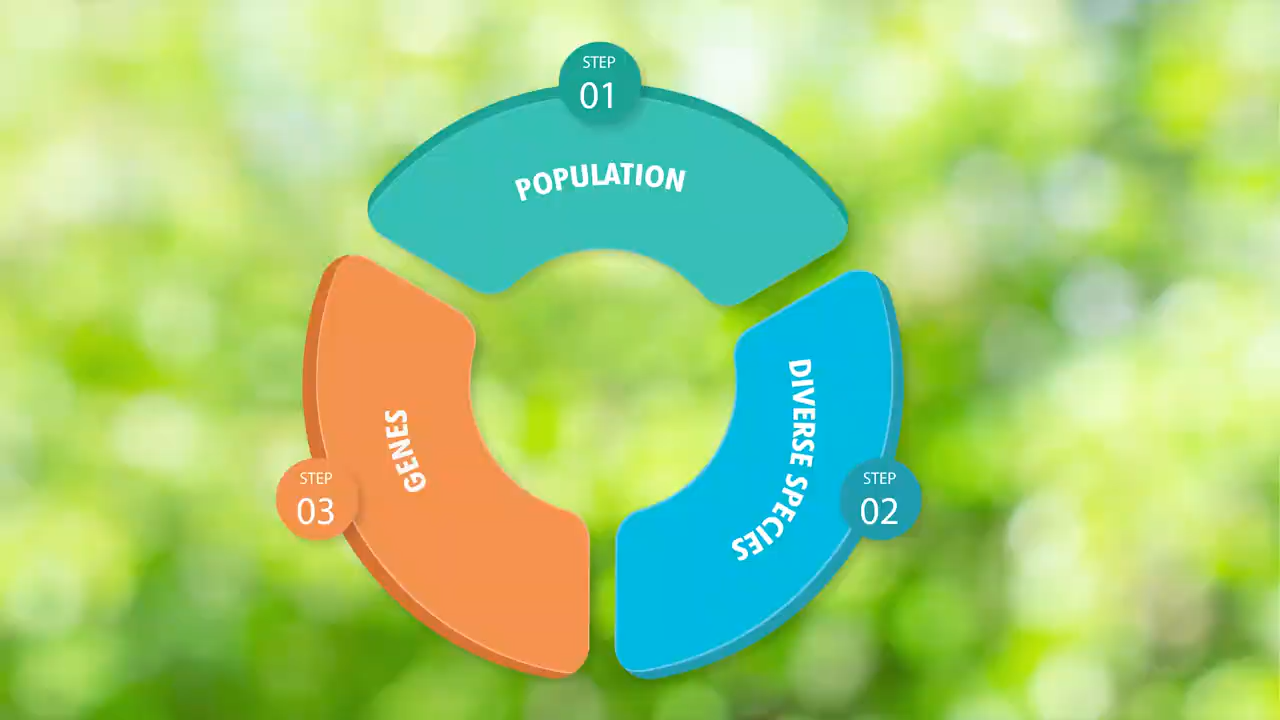 STEP
01
POPULATION
DIVERSE SPECIES
STEP
02
GENES
STEP
03